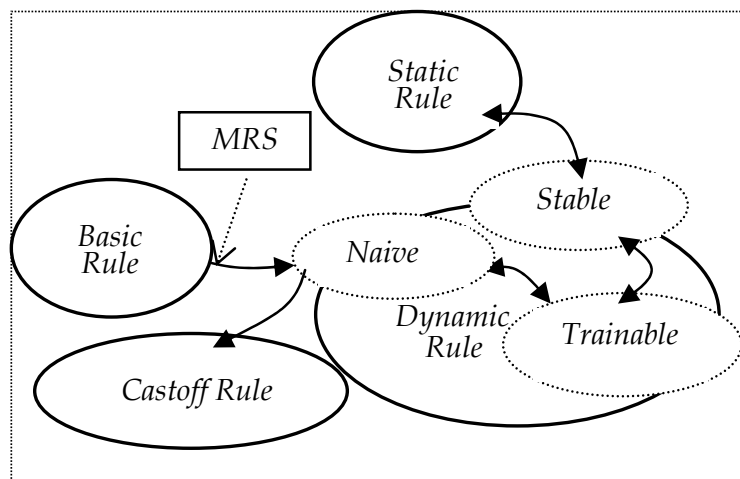 Static
Rule
MRS
Stable
Basic
Rule
Naive
Dynamic
Rule
Trainable
Castoff Rule